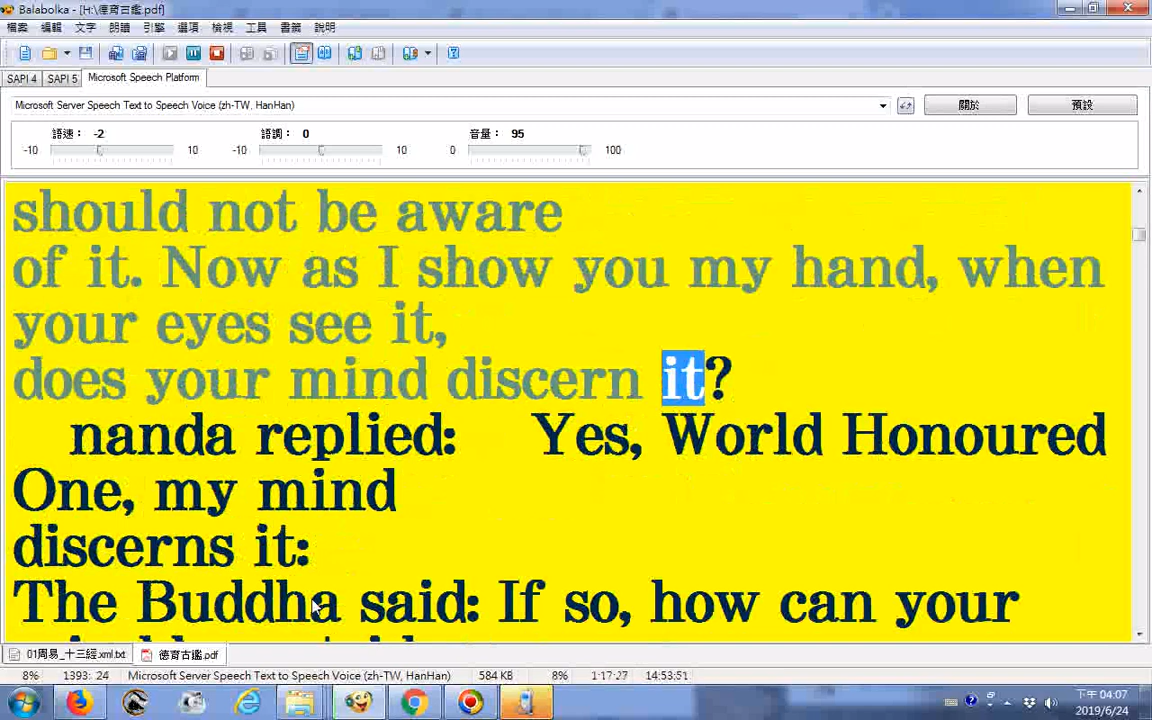 Balabolka - [H:\德育古鑑.pdf]
檔案 編輯 文字 朗讀 引擎 選項 檢視 工具 書籤 說明
SAPI 4 SAPI 5 Microsoft Speech Platform
Microsoft Server Speech Text to Speech Voice (zh-TW, HanHan) 關於 預設
語速： -2 語調： 0 音量： 95
-10 10 -10 10 0 100
should not be aware
of it. Now as I show you my hand, when
your eyes see it,
does your mind discern it?
nanda replied: Yes, World Honoured
One, my mind
discerns it:
The Buddha said: If so, how can your
01周易_十三經.xml.txt 德育古鑑.pdf
8% 1393: 24 Microsoft Server Speech Text to Speech Voice (zh-TW, HanHan) 584 KB 8% 1:17:27 14:53:51
下午 04:07
2019/6/24